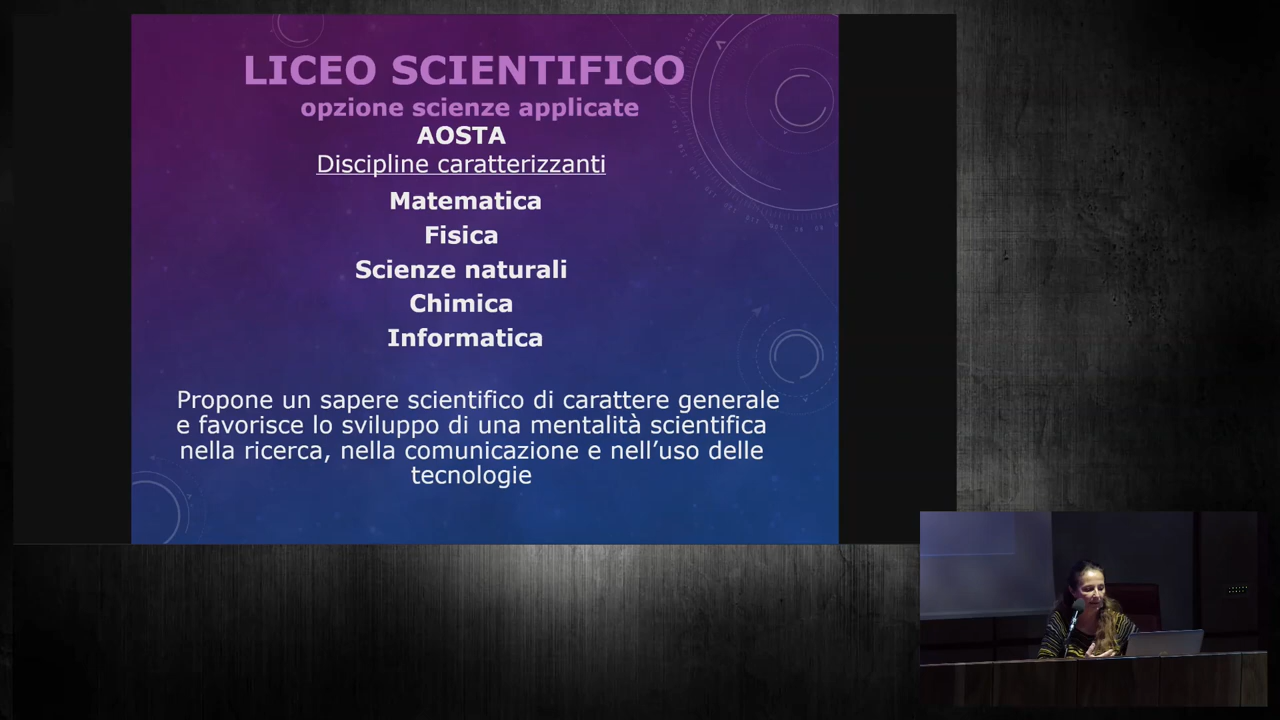 LICEO SCIENTIFICO
opzione scienze applicate
AOSTA
Discipline caratterizzanti
Matematica
Fisica
Scienze naturali
Chimica
Informatica
Propone un sapere scientifico di carattere generale
e favorisce lo sviluppo di una mentalità scientifica
nella ricerca, nella comunicazione e nell’uso delle
tecnologie